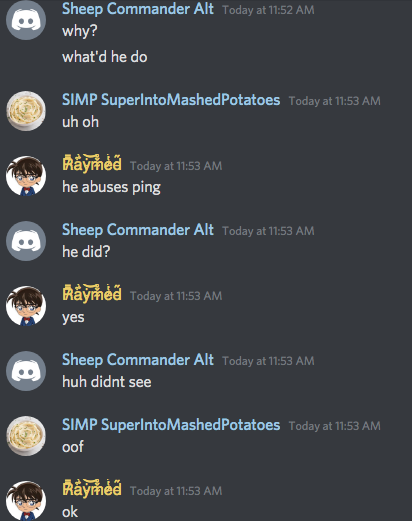 Sheep Commander Alt Today at 11:52 AM
why?
what'd he do
SIMP SuperIntoMashedPotatoes Today at 11:53 AM
uh oh
Raymed Today at 11:53 AM
he abuses ping
Sheep Commander Alt Today at 11:53 AM
he did?
Raymed Today at 11:53 AM
yes
Sheep Commander Alt Today at 11:53 AM
huh didnt see
SIMP SuperIntoMashedPotatoes Today at 11:53 AM
oof
Raymed Today at 11:53 AM
ok